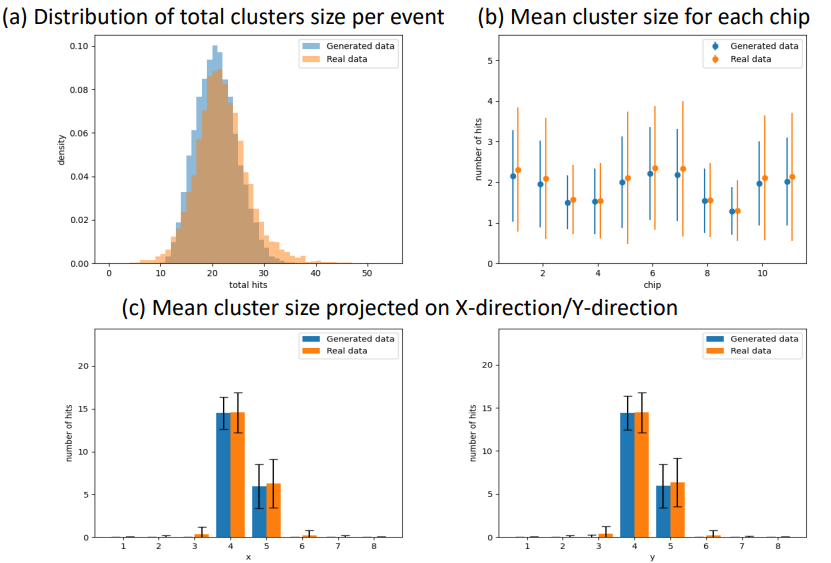 (a) Distribution of total clusters size per event
(b) Mean cluster size for each chip
Generated data
Real data
density
0.10
0.08
0.06
0.04
0.02
0.00
0 10 20 30 40 50
total hits
Generated data
Real data
number of hits
5
4
3
2
1
0
2 4 6 8 10
chip
(c) Mean cluster size projected on X-direction/Y-direction
Generated data
Real data
number of hits
20
15
10
5
0
1 2 3 4 5 6 7 8
x
Generated data
Real data
number of hits
20
15
10
5
0
1 2 3 4 5 6 7 8
y